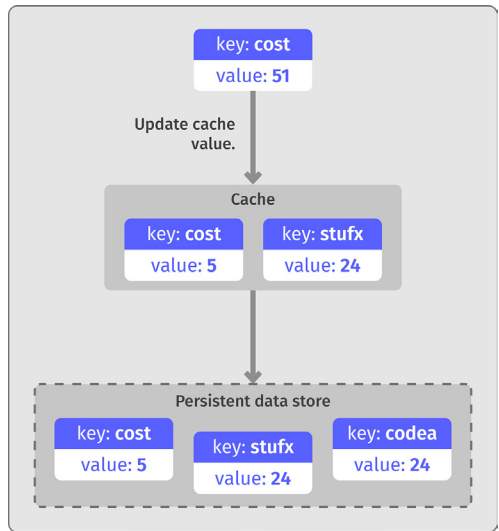 key: cost
value: 51
Update cache
value.
Cache
key: cost
value: 5
key: stufx
value: 24
Persistent data store
key: cost
value: 5
key: stufx
value: 24
key: codea
value: 24